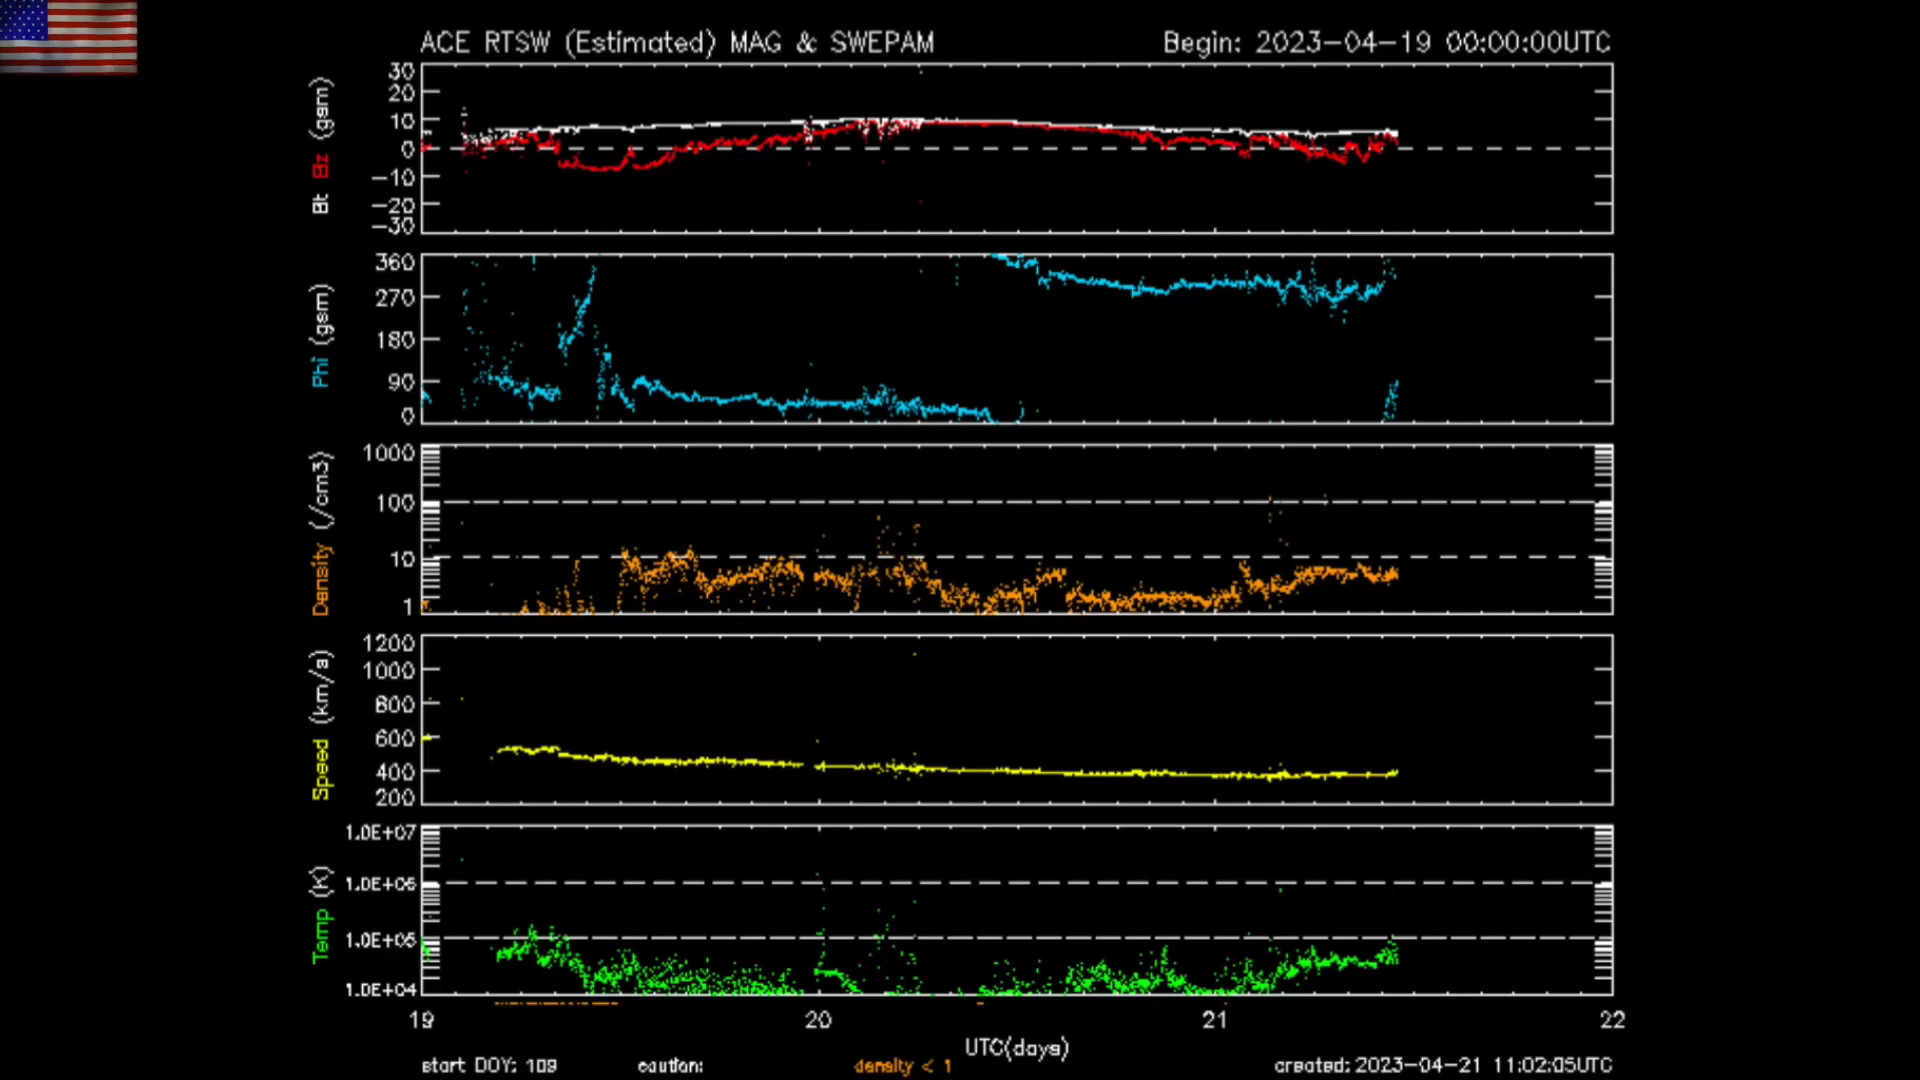 ACE RTSW (Estimated) MAG & SWEPAM
Begin: 2023-04-19 00:00:00UTC
Bt Bz (gsm)
30
20
10
0
-10
-20
-30
Phi (gsm)
360
270
180
90
0
Density (/cm3)
1000
100
10
1
Speed (km/s)
1200
1000
800
600
400
200
Temp (K)
1.0E+07
1.0E+06
1.0E+05
1.0E+04
19
20
21
22
UTC(days)
start DOY: 109
caution:
density < 1
created: 2023-04-21 11:02:05UTC